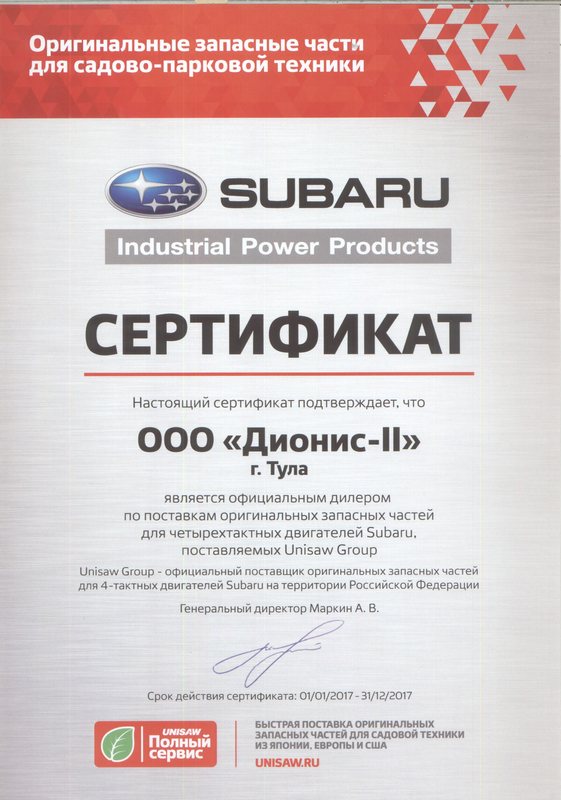 Оригинальные запасные части
для садово-парковой техники
SUBARU
Industrial Power Products
СЕРТИФИКАТ
Настоящий сертификат подтверждает, что
ООО «Дионис-II»
г. Тула
является официальным дилером
по поставкам оригинальных запасных частей
для четырехтактных двигателей Subaru,
поставляемых Unisaw Group
Unisaw Group - официальный поставщик оригинальных запасных частей
для 4-тактных двигателей Subaru на территории Российской Федерации
Генеральный директор Маркин А. В.
Срок действия сертификата: 01/01/2017 - 31/12/2017
UNISAW
Полный
сервис
БЫСТРАЯ ПОСТАВКА ОРИГИНАЛЬНЫХ
ЗАПАСНЫХ ЧАСТЕЙ ДЛЯ САДОВОЙ ТЕХНИКИ
ИЗ ЯПОНИИ, ЕВРОПЫ И США
UNISAW.RU